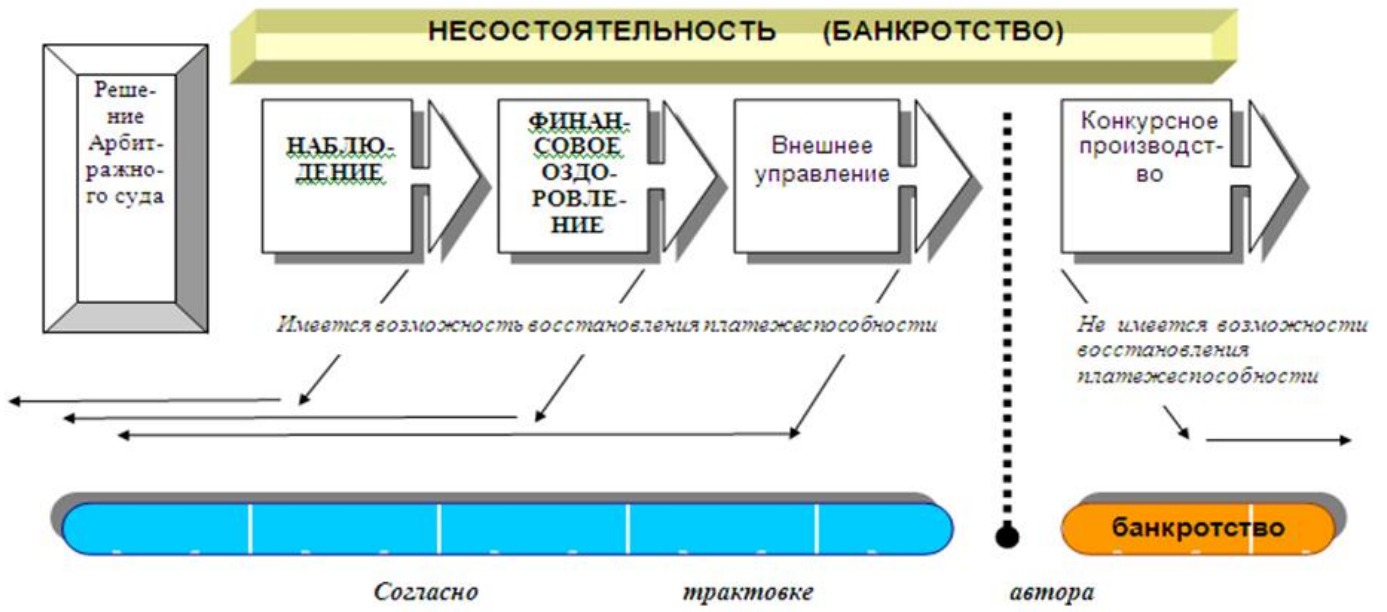 НЕСОСТОЯТЕЛЬНОСТЬ (БАНКРОТСТВО)
Реше-
ние
Арбит-
ражно-
го суда
НАБЛЮ-
ДЕНИЕ
ФИНАН-
СОВОЕ
ОЗДО-
РОВЛЕ-
НИЕ
Внешнее
управление
Конкурсное
производст-
во
Имеется возможность восстановления платежеспособности
Не имеется возможности
восстановления
платежеспособности
банкротство
Согласно трактовке автора